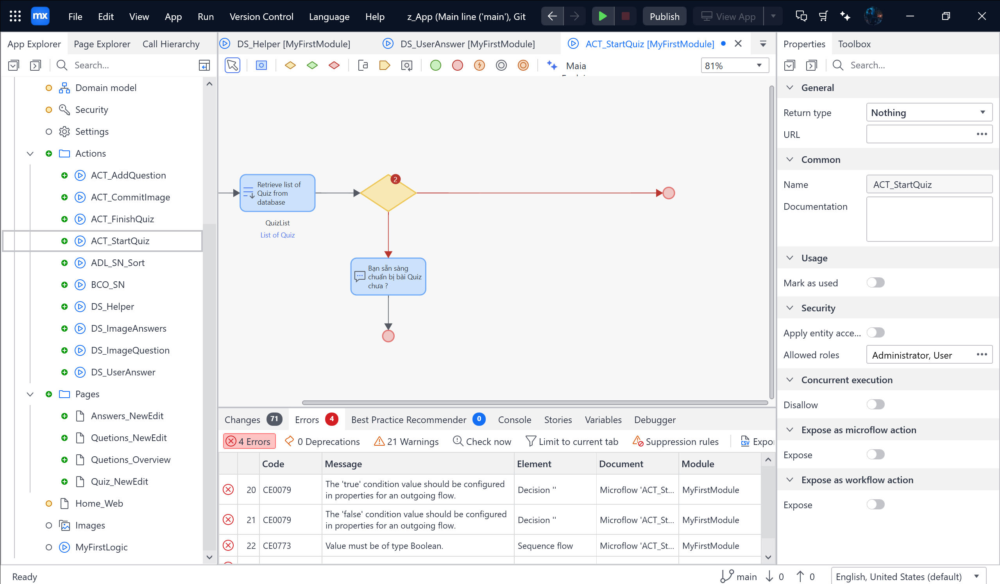 mx
File
Edit
View
App
Run
Version Control
Language
Help
z_App (Main line ('main'), Git
Publish
View App
App Explorer
Page Explorer
Call Hierarchy
Search...
Domain model
Security
Settings
Actions
ACT_AddQuestion
ACT_CommitImage
ACT_FinishQuiz
ACT_StartQuiz
ADL_SN_Sort
BCO_SN
DS_Helper
DS_ImageAnswers
DS_ImageQuestion
DS_UserAnswer
Pages
Answers_NewEdit
Quetions_NewEdit
Quetions_Overview
Quiz_NewEdit
Home_Web
Images
MyFirstLogic
DS_Helper [MyFirstModule]
DS_UserAnswer [MyFirstModule]
ACT_StartQuiz [MyFirstModule]
Maia
81%
Retrieve list of
Quiz from
database
QuizList
List of Quiz
2
Bạn sẵn sàng
chuẩn bị bài Quiz
chưa ?
Changes 71
Errors 4
Best Practice Recommender 0
Console
Stories
Variables
Debugger
4 Errors
0 Deprecations
21 Warnings
Check now
Limit to current tab
Suppression rules
CSV Expor
Code
Message
Element
Document
Module
20 CE0079
The 'true' condition value should be configured
in properties for an outgoing flow.
Decision ''
Microflow 'ACT_St...
MyFirstModule
21 CE0079
The 'false' condition value should be configured
in properties for an outgoing flow.
Decision ''
Microflow 'ACT_St...
MyFirstModule
22 CE0773
Value must be of type Boolean.
Sequence flow
Microflow 'ACT_St...
MyFirstModule
Properties
Toolbox
Search...
General
Return type
Nothing
URL
Common
Name
ACT_StartQuiz
Documentation
Usage
Mark as used
Security
Apply entity acce...
Allowed roles
Administrator, User
Concurrent execution
Disallow
Expose as microflow action
Expose
Expose as workflow action
Expose
Ready
main
0
0
English, United States (default)